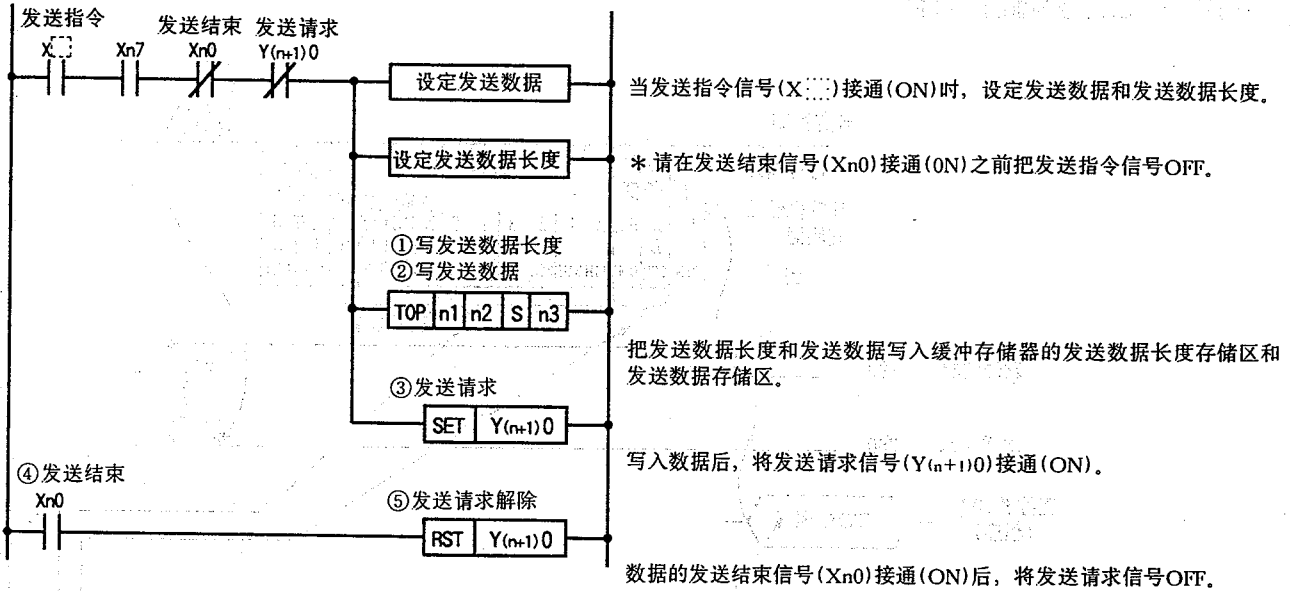 发送指令
发送结束 发送请求
X Xn7 Xn0 Y(n+1)0
设定发送数据
当发送指令信号(X )接通(ON)时，设定发送数据和发送数据长度。
设定发送数据长度
＊请在发送结束信号(Xn0)接通(0N)之前把发送指令信号OFF。
①写发送数据长度
②写发送数据
TOP n1 n2 S n3
把发送数据长度和发送数据写入缓冲存储器的发送数据长度存储区和
发送数据存储区。
③发送请求
SET Y(n+1)0
写入数据后，将发送请求信号(Y(n+1)0)接通(ON)。
④发送结束
Xn0
⑤发送请求解除
RST Y(n+1)0
数据的发送结束信号(Xn0)接通(ON)后，将发送请求信号OFF。